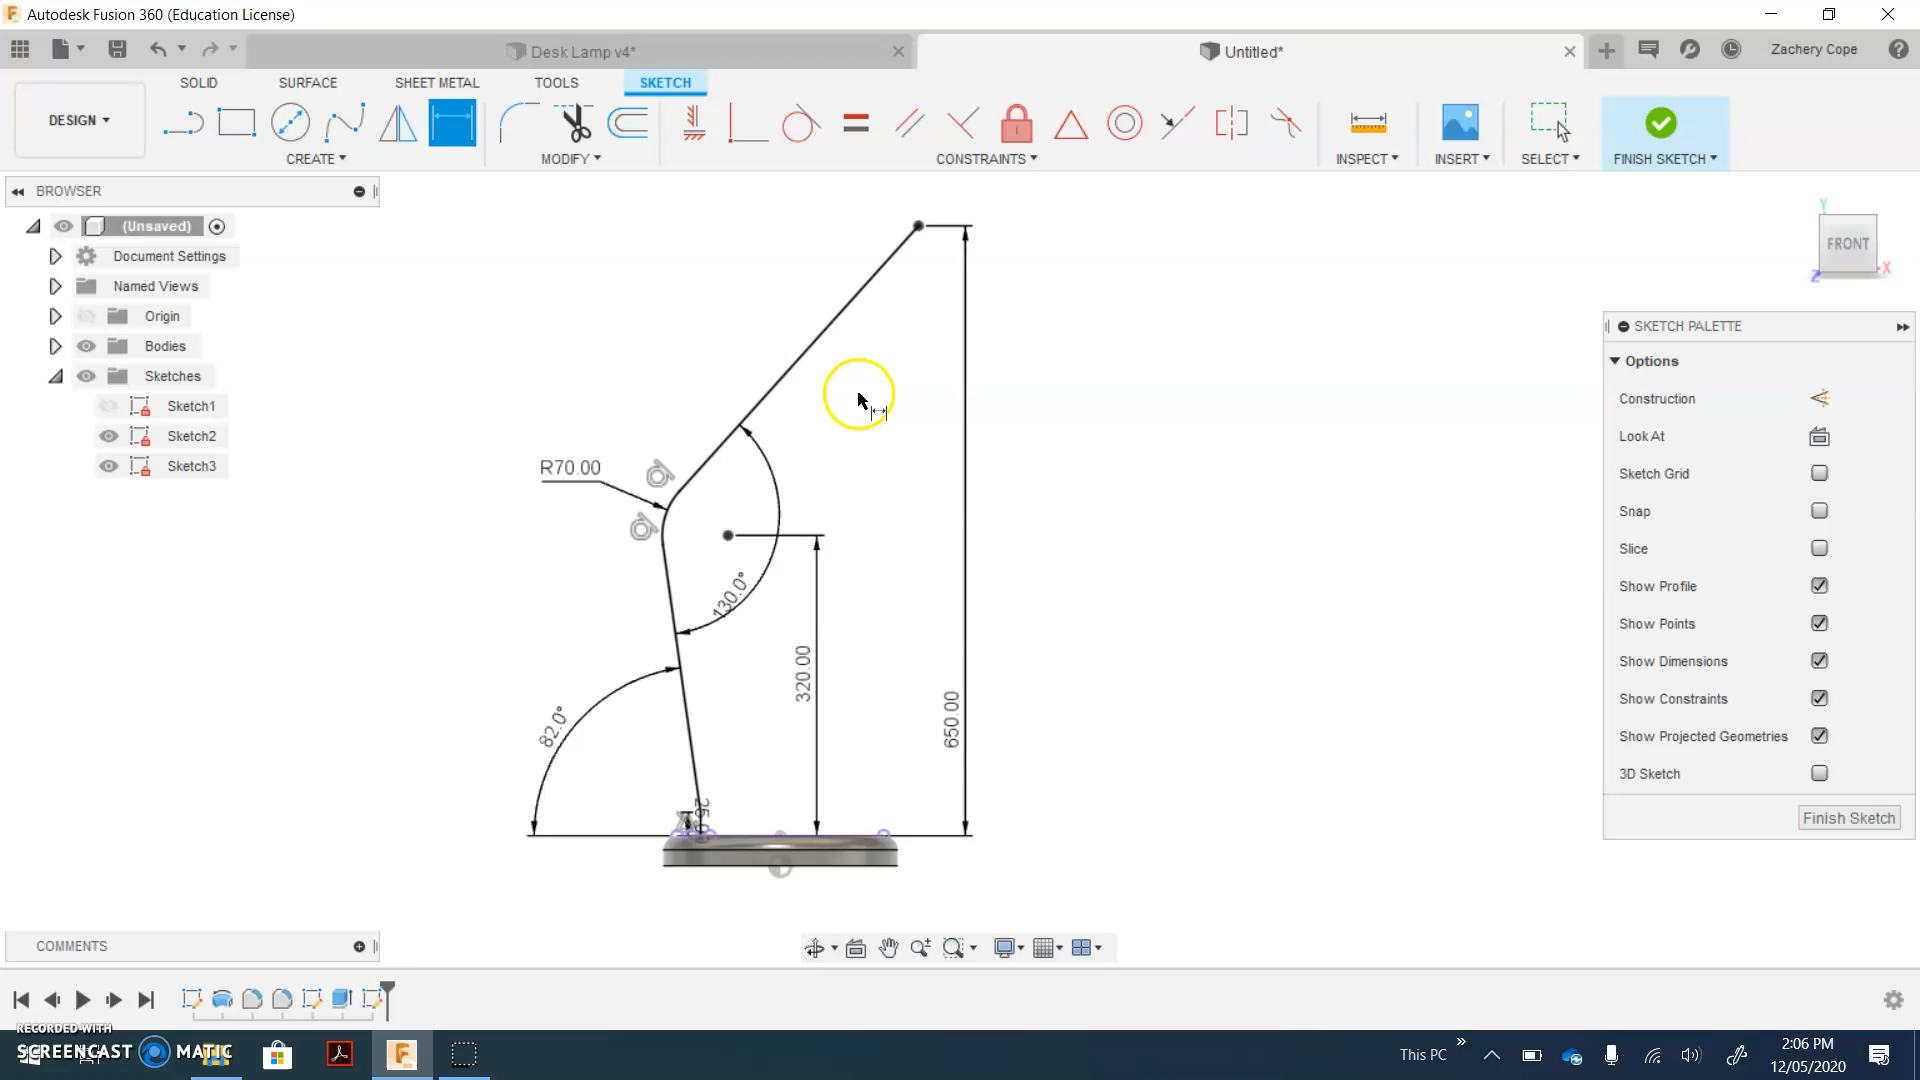 Autodesk Fusion 360 (Education License)
Desk Lamp v4*
Untitled*
Zachery Cope
SOLID
SURFACE
SHEET METAL
TOOLS
SKETCH
DESIGN
CREATE
MODIFY
CONSTRAINTS
INSPECT
INSERT
SELECT
FINISH SKETCH
BROWSER
(Unsaved)
Document Settings
Named Views
Origin
Bodies
Sketches
Sketch1
Sketch2
Sketch3
Y
FRONT
X
Z
R70.00
130.0°
82.0°
320.00
650.00
SKETCH PALETTE
Options
Construction
Look At
Sketch Grid
Snap
Slice
Show Profile
Show Points
Show Dimensions
Show Constraints
Show Projected Geometries
3D Sketch
Finish Sketch
COMMENTS
RECORDED WITH
SCREENCAST MATIC
This PC
2:06 PM
12/05/2020